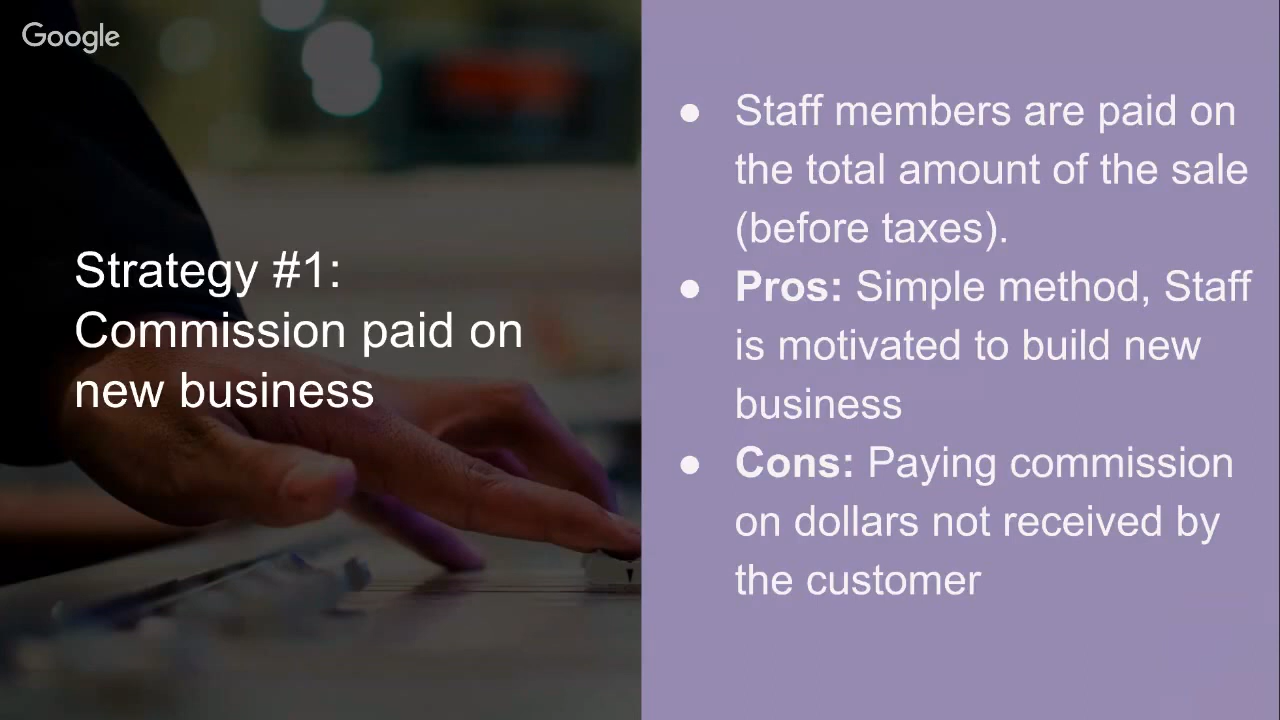 Google
Strategy #1:
Commission paid on
new business
● Staff members are paid on
the total amount of the sale
(before taxes).
● Pros: Simple method, Staff
is motivated to build new
business
● Cons: Paying commission
on dollars not received by
the customer